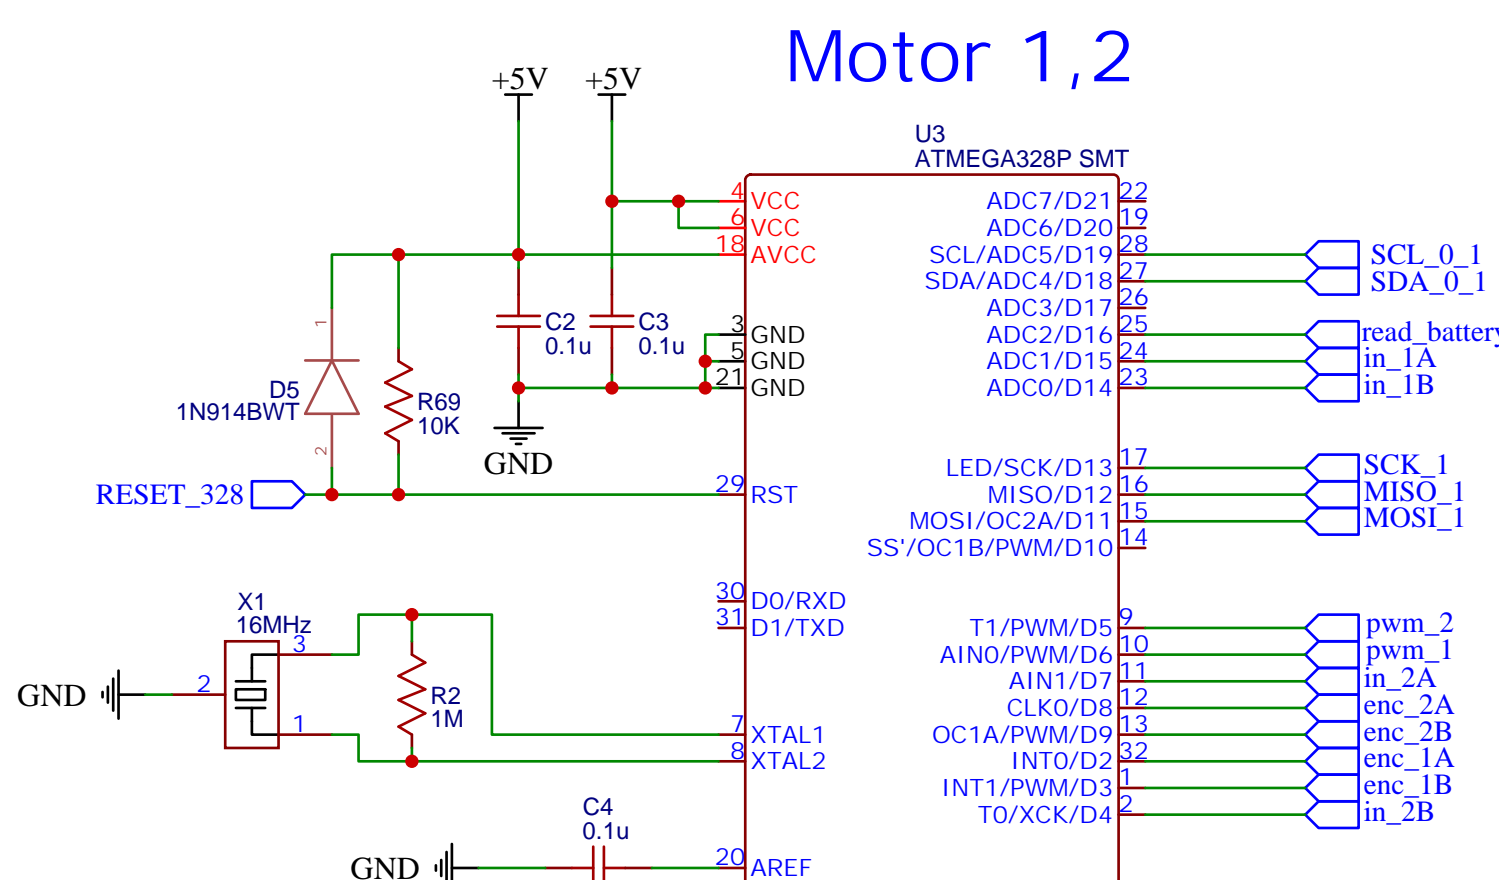 Motor 1,2
+5V
+5V
U3
ATMEGA328P SMT
4
VCC
6
VCC
18
AVCC
3
GND
5
GND
21
GND
29
RST
30
D0/RXD
31
D1/TXD
7
XTAL1
8
XTAL2
20
AREF
ADC7/D21
22
ADC6/D20
19
SCL/ADC5/D19
28
SCL_0_1
SDA/ADC4/D18
27
SDA_0_1
ADC3/D17
26
ADC2/D16
25
read_battery
ADC1/D15
24
in_1A
ADC0/D14
23
in_1B
LED/SCK/D13
17
SCK_1
MISO/D12
16
MISO_1
MOSI/OC2A/D11
15
MOSI_1
SS'/OC1B/PWM/D10
14
T1/PWM/D5
9
pwm_2
AIN0/PWM/D6
10
pwm_1
AIN1/D7
11
in_2A
CLK0/D8
12
enc_2A
OC1A/PWM/D9
13
enc_2B
INT0/D2
32
enc_1A
INT1/PWM/D3
1
enc_1B
T0/XCK/D4
2
in_2B
C2
0.1u
C3
0.1u
1
D5
1N914BWT
2
R69
10K
GND
RESET_328
X1
16MHz
3
GND
2
1
R2
1M
C4
0.1u
GND